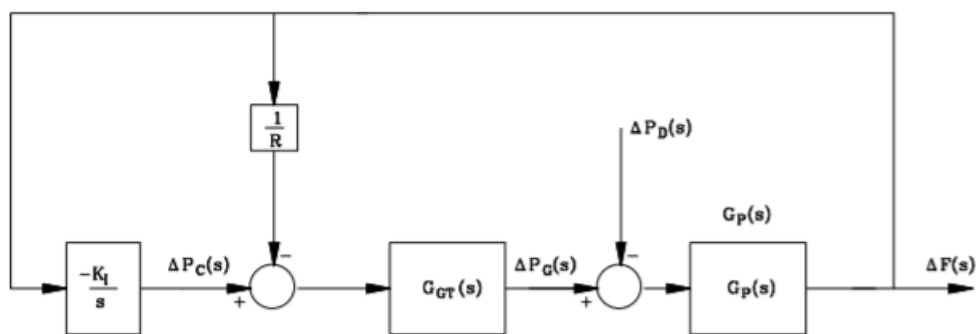 1
R
ΔP_D(s)
G_P(s)
-K_I
s
ΔP_C(s)
-
+
G_GT(s)
ΔP_G(s)
-
+
G_P(s)
ΔF(s)